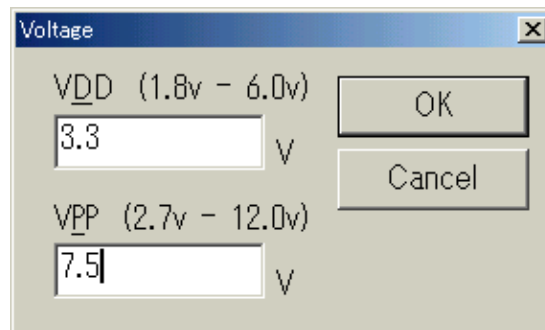 Voltage
VDD (1.8v - 6.0v)
3.3
V
VPP (2.7v - 12.0v)
7.5
V
OK
Cancel